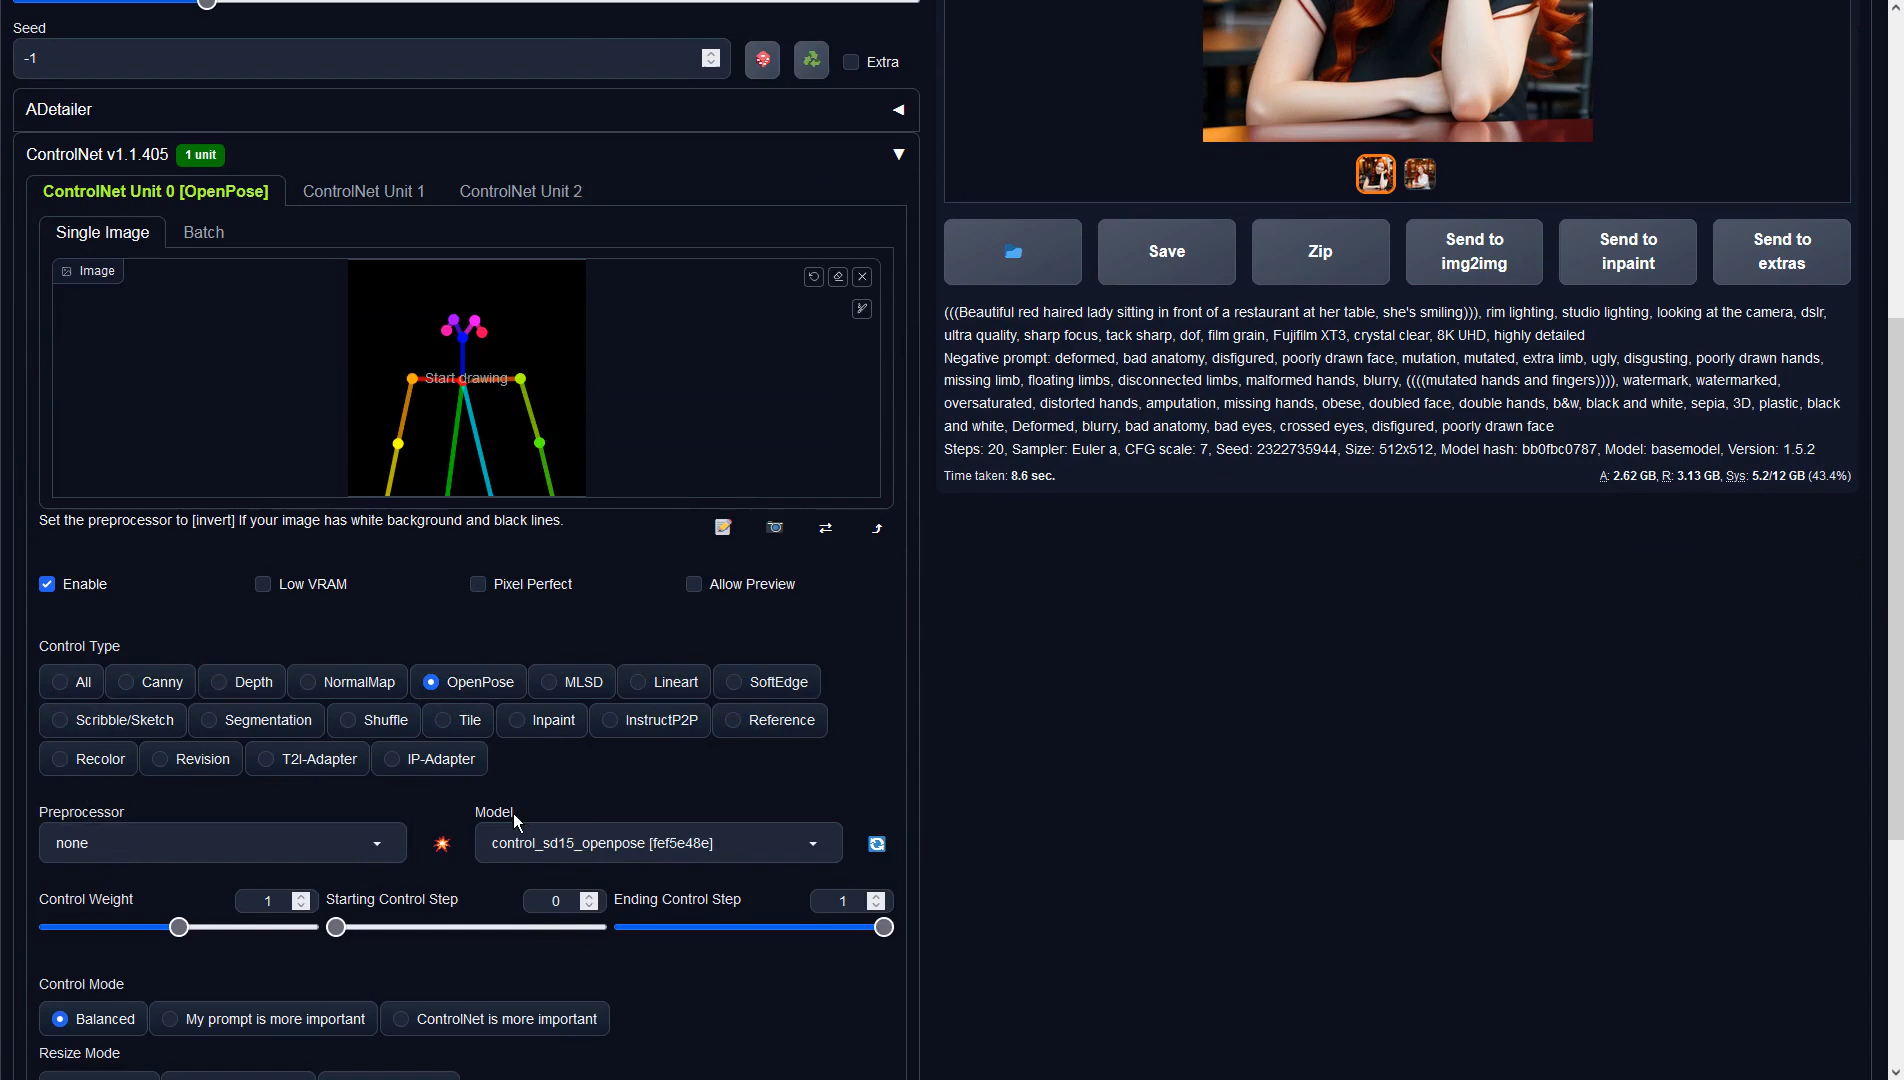 Seed
-1
Extra
ADetailer
ControlNet v1.1.405 1 unit
ControlNet Unit 0 [OpenPose] ControlNet Unit 1 ControlNet Unit 2
Single Image Batch
Image
Start drawing
Set the preprocessor to [invert] If your image has white background and black lines.
Enable Low VRAM Pixel Perfect Allow Preview
Control Type
All Canny Depth NormalMap OpenPose MLSD Lineart SoftEdge
Scribble/Sketch Segmentation Shuffle Tile Inpaint InstructP2P Reference
Recolor Revision T2I-Adapter IP-Adapter
Preprocessor Model
none control_sd15_openpose [fef5e48e]
Control Weight 1 Starting Control Step 0 Ending Control Step 1
Control Mode
Balanced My prompt is more important ControlNet is more important
Resize Mode
Save Zip Send to img2img Send to inpaint Send to extras
(((Beautiful red haired lady sitting in front of a restaurant at her table, she's smiling))), rim lighting, studio lighting, looking at the camera, dslr,
ultra quality, sharp focus, tack sharp, dof, film grain, Fujifilm XT3, crystal clear, 8K UHD, highly detailed
Negative prompt: deformed, bad anatomy, disfigured, poorly drawn face, mutation, mutated, extra limb, ugly, disgusting, poorly drawn hands,
missing limb, floating limbs, disconnected limbs, malformed hands, blurry, ((((mutated hands and fingers)))), watermark, watermarked,
oversaturated, distorted hands, amputation, missing hands, obese, doubled face, double hands, b&w, black and white, sepia, 3D, plastic, black
and white, Deformed, blurry, bad anatomy, bad eyes, crossed eyes, disfigured, poorly drawn face
Steps: 20, Sampler: Euler a, CFG scale: 7, Seed: 2322735944, Size: 512x512, Model hash: bb0fbc0787, Model: basemodel, Version: 1.5.2
Time taken: 8.6 sec. A: 2.62 GB, R: 3.13 GB, Sys: 5.2/12 GB (43.4%)